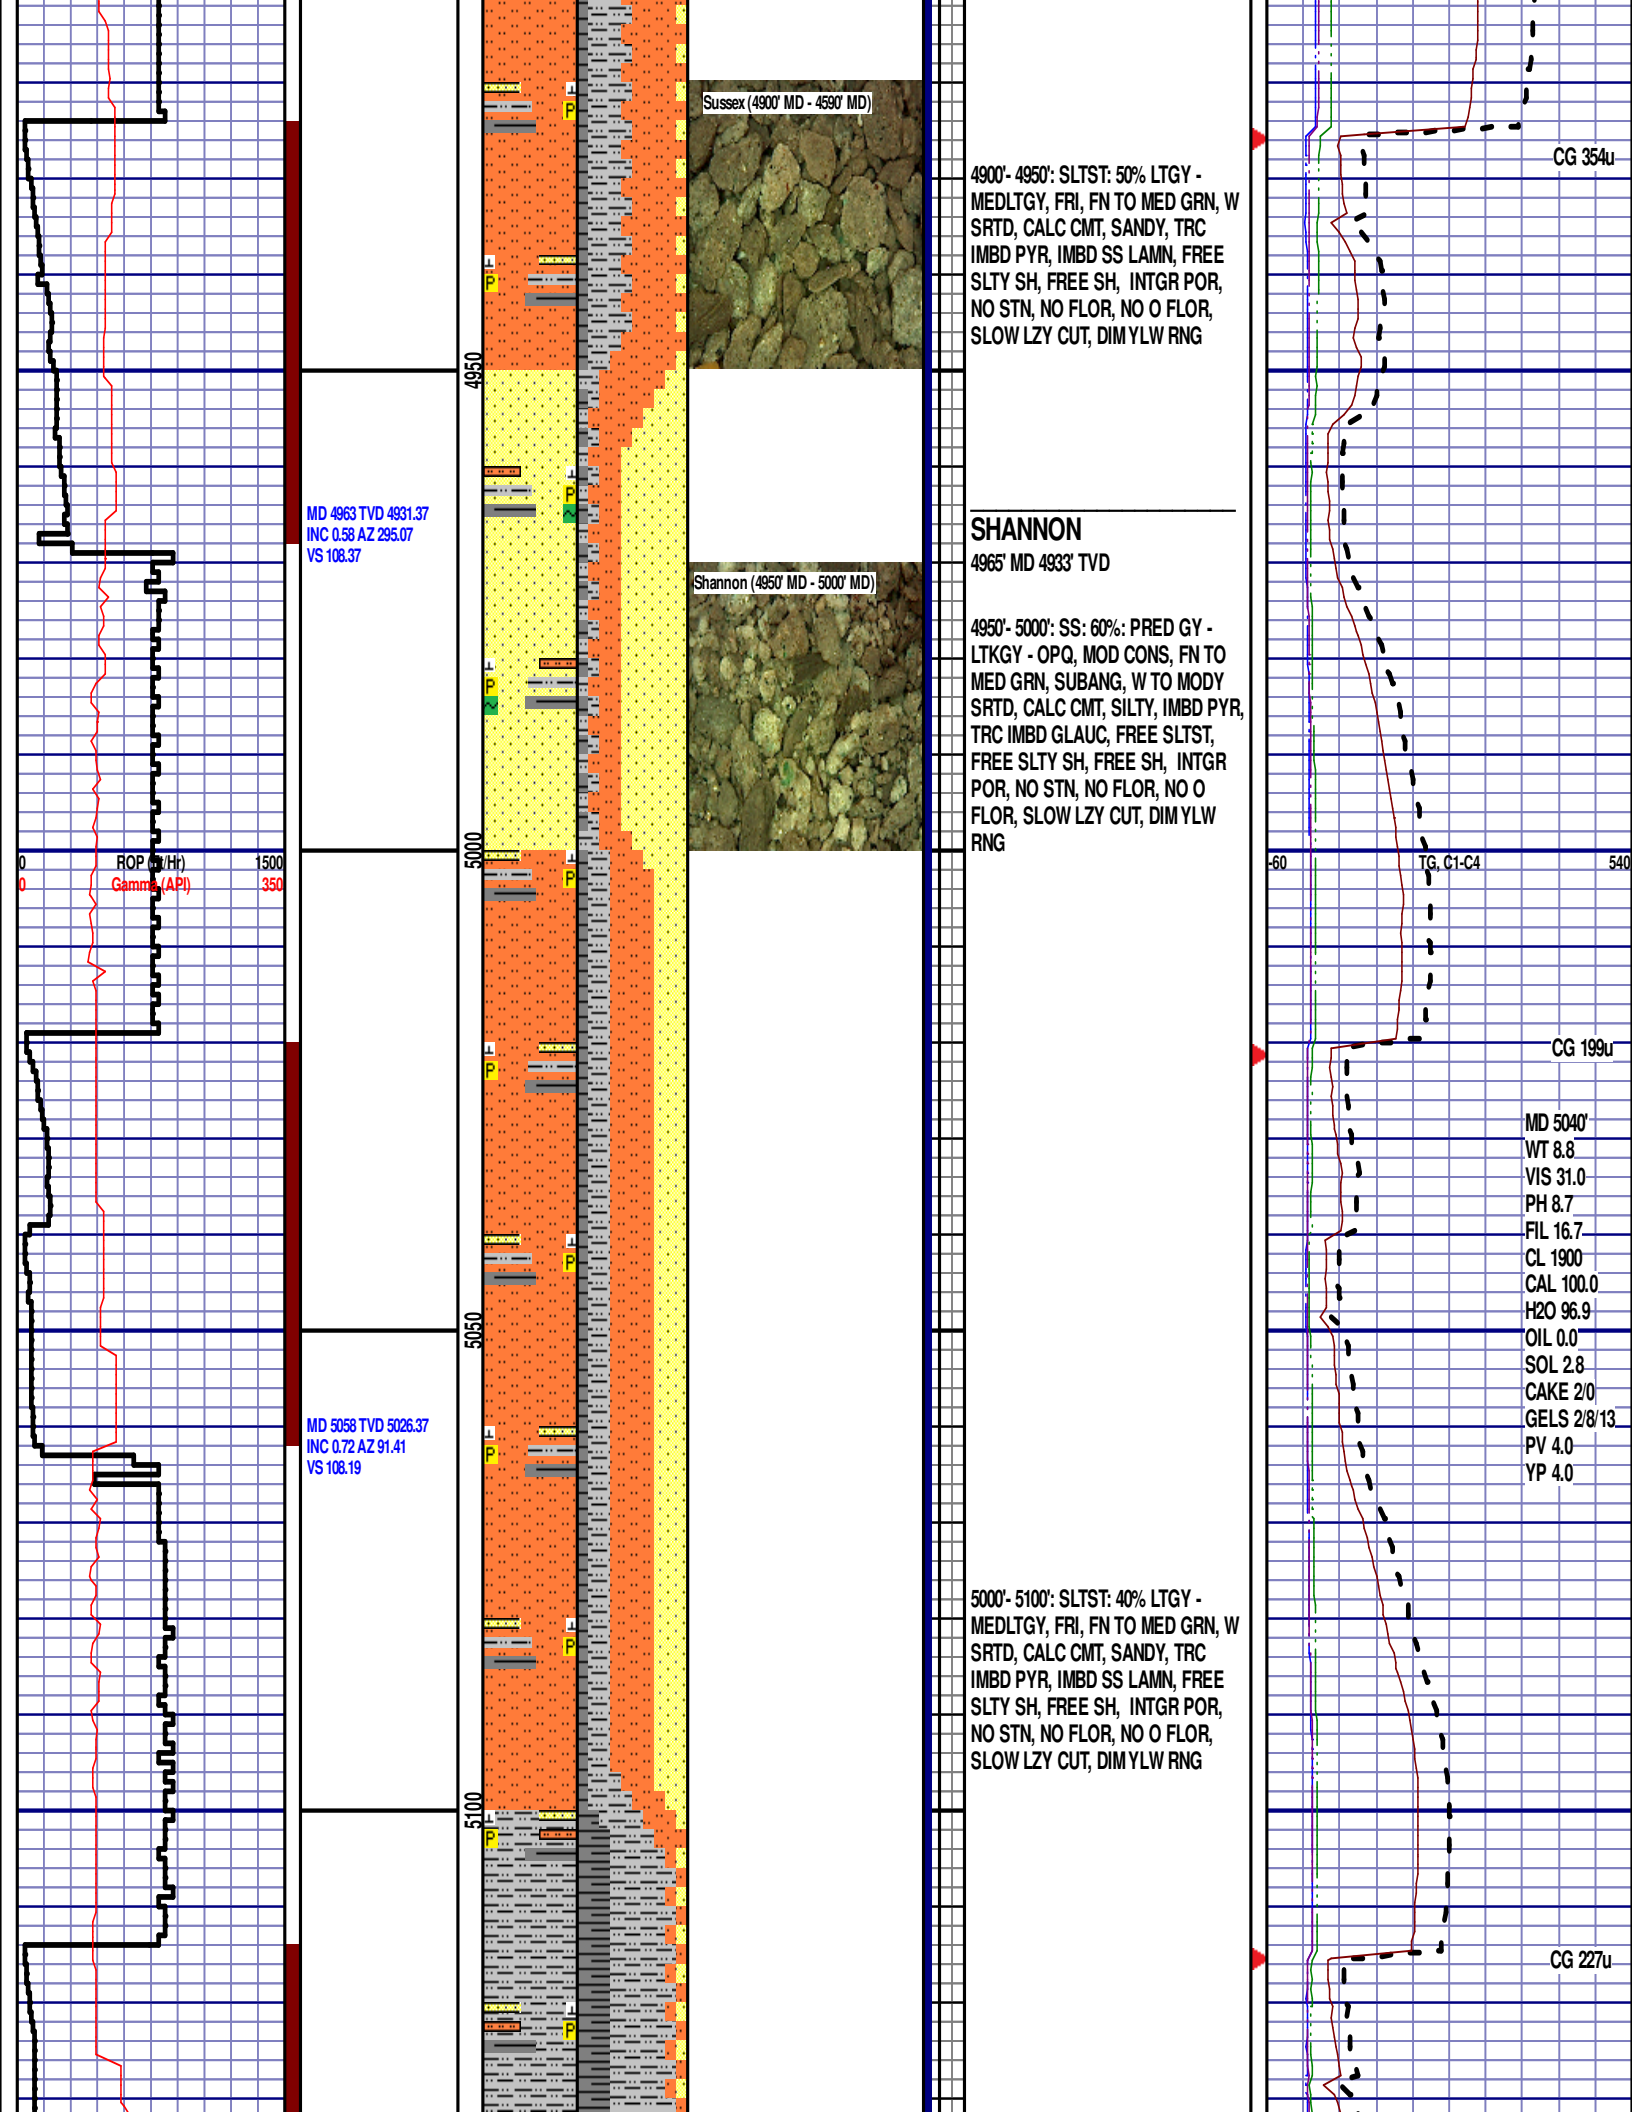 Sussex (4900' MD - 4590' MD)
CG 354u
4900'- 4950': SLTST: 50% LTGY -
MEDLTGY, FRI, FN TO MED GRN, W
SRTD, CALC CMT, SANDY, TRC
IMBD PYR, IMBD SS LAMN, FREE
SLTY SH, FREE SH, INTGR POR,
NO STN, NO FLOR, NO O FLOR,
SLOW LZY CUT, DIM YLW RNG
P
P
4950
MD 4963 TVD 4931.37
INC 0.58 AZ 295.07
VS 108.37
P
SHANNON
4965' MD 4933' TVD
Shannon (4950' MD - 5000' MD)
4950'- 5000': SS: 60%: PRED GY -
LTKGY - OPQ, MOD CONS, FN TO
MED GRN, SUBANG, W TO MODY
SRTD, CALC CMT, SILTY, IMBD PYR,
TRC IMBD GLAUC, FREE SLTST,
FREE SLTY SH, FREE SH, INTGR
POR, NO STN, NO FLOR, NO O
FLOR, SLOW LZY CUT, DIM YLW
RNG
P
5000
0 ROP (ft/Hr) 1500
0 Gamma (API) 350
-60 TG, C1-C4 540
P
CG 199u
P
MD 5040'
WT 8.8
VIS 31.0
PH 8.7
FIL 16.7
CL 1900
CAL 100.0
H2O 96.9
OIL 0.0
SOL 2.8
CAKE 2/0
GELS 2/8/13
PV 4.0
YP 4.0
P
5050
MD 5058 TVD 5026.37
INC 0.72 AZ 91.41
VS 108.19
P
5000'- 5100': SLTST: 40% LTGY -
MEDLTGY, FRI, FN TO MED GRN, W
SRTD, CALC CMT, SANDY, TRC
IMBD PYR, IMBD SS LAMN, FREE
SLTY SH, FREE SH, INTGR POR,
NO STN, NO FLOR, NO O FLOR,
SLOW LZY CUT, DIM YLW RNG
P
5100
P
CG 227u
P